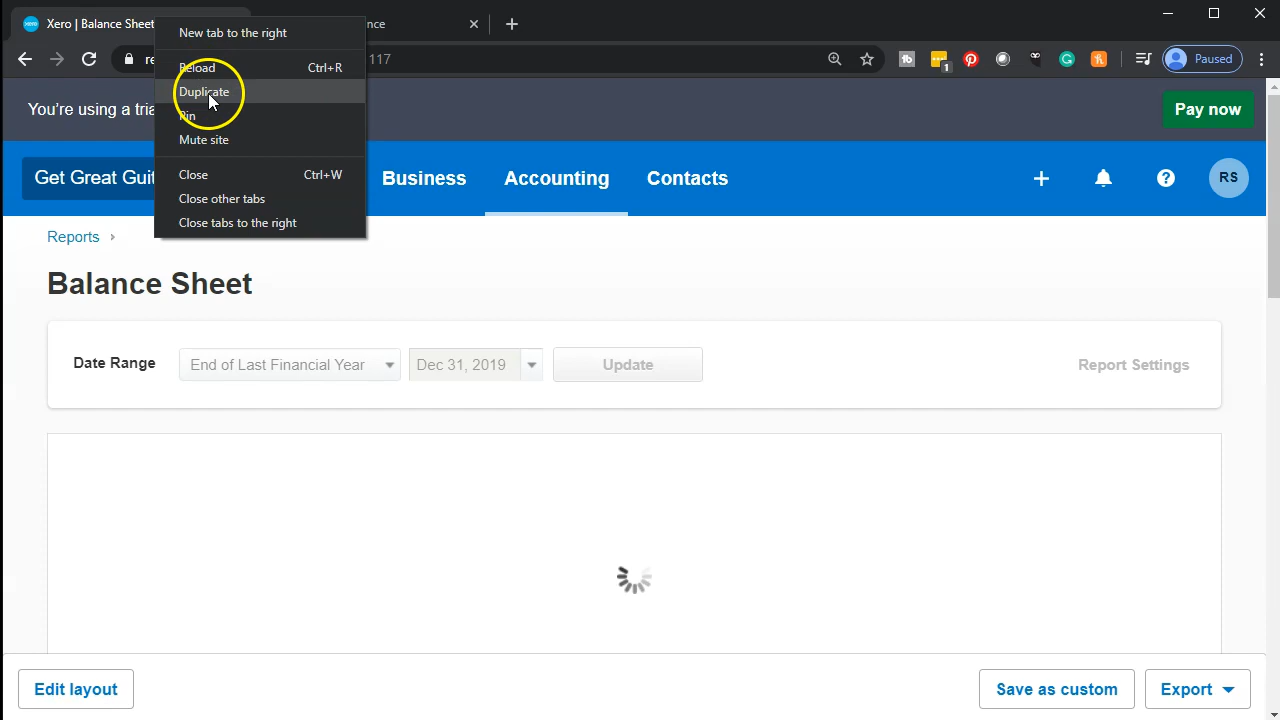 Xero | Balance Sheet
nce
New tab to the right
117
Reload Ctrl+R
1
Paused
Duplicate
Pin
Mute site
Close Ctrl+W
Close other tabs
Close tabs to the right
You're using a tria
Pay now
Get Great Guit
Business
Accounting
Contacts
RS
Reports
Balance Sheet
Date Range
End of Last Financial Year
Dec 31, 2019
Update
Report Settings
Edit layout
Save as custom
Export